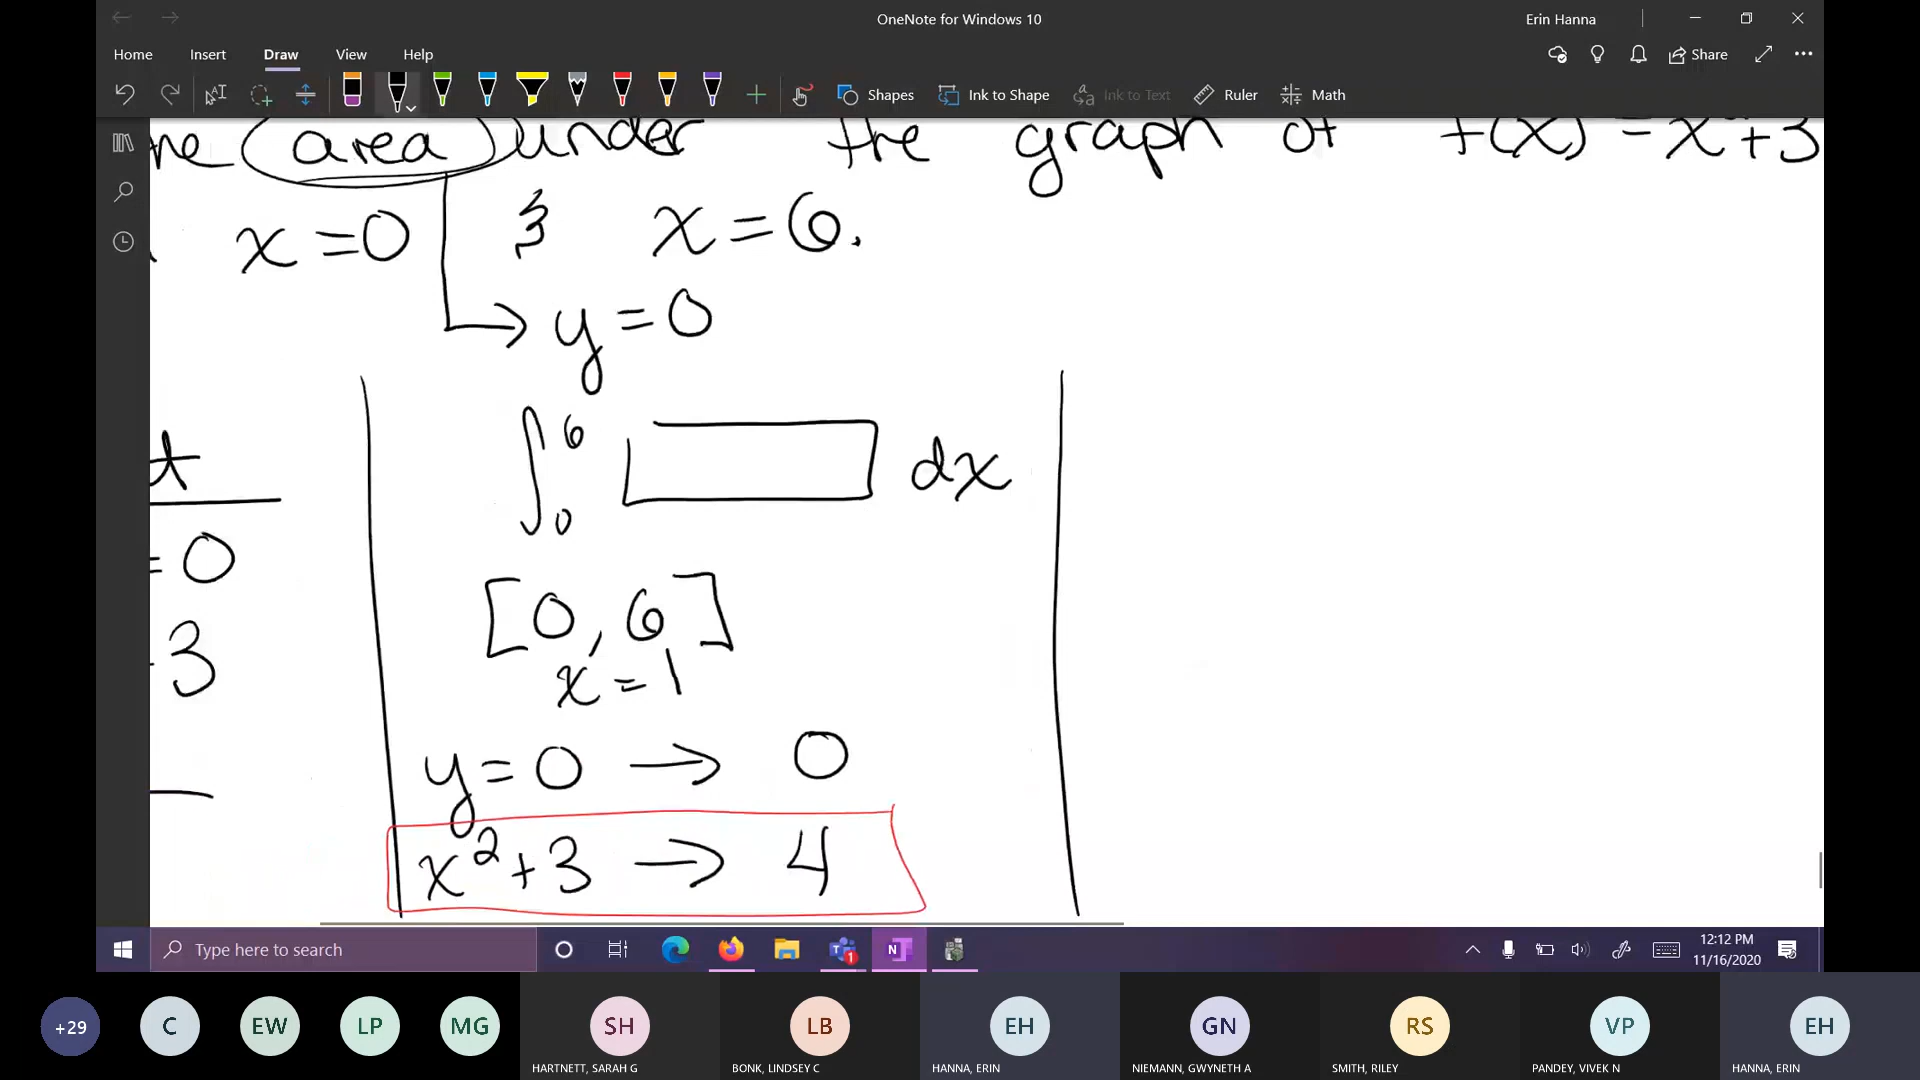 OneNote for Windows 10
Erin Hanna
Home Insert Draw View Help
Share
Shapes Ink to Shape Ink to Text Ruler Math
area under the graph of f(x) = x²+3
x=0 & x=6.
y=0
∫ 6 0 dx
t
= 0
[0, 6]
3
x=1
y=0 → 0
x²+3 → 4
Type here to search
12:12 PM
11/16/2020
+29 C EW LP MG SH LB EH GN RS VP EH
HARTNETT, SARAH G BONK, LINDSEY C HANNA, ERIN NIEMANN, GWYNETH A SMITH, RILEY PANDEY, VIVEK N HANNA, ERIN